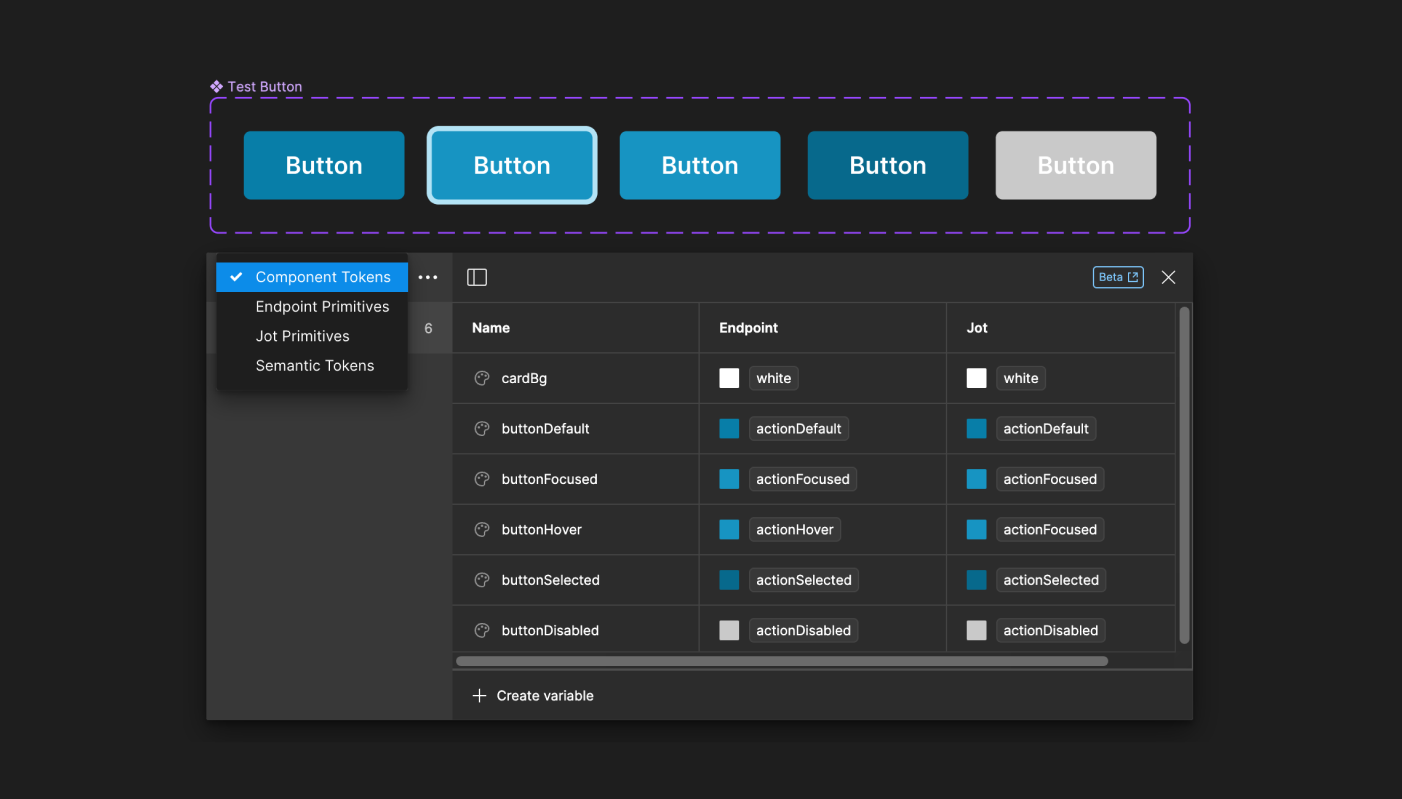 Test Button
Button Button Button Button Button
Component Tokens
Endpoint Primitives
Jot Primitives
Semantic Tokens
Beta
6
Name Endpoint Jot
cardBg white white
buttonDefault actionDefault actionDefault
buttonFocused actionFocused actionFocused
buttonHover actionHover actionFocused
buttonSelected actionSelected actionSelected
buttonDisabled actionDisabled actionDisabled
Create variable